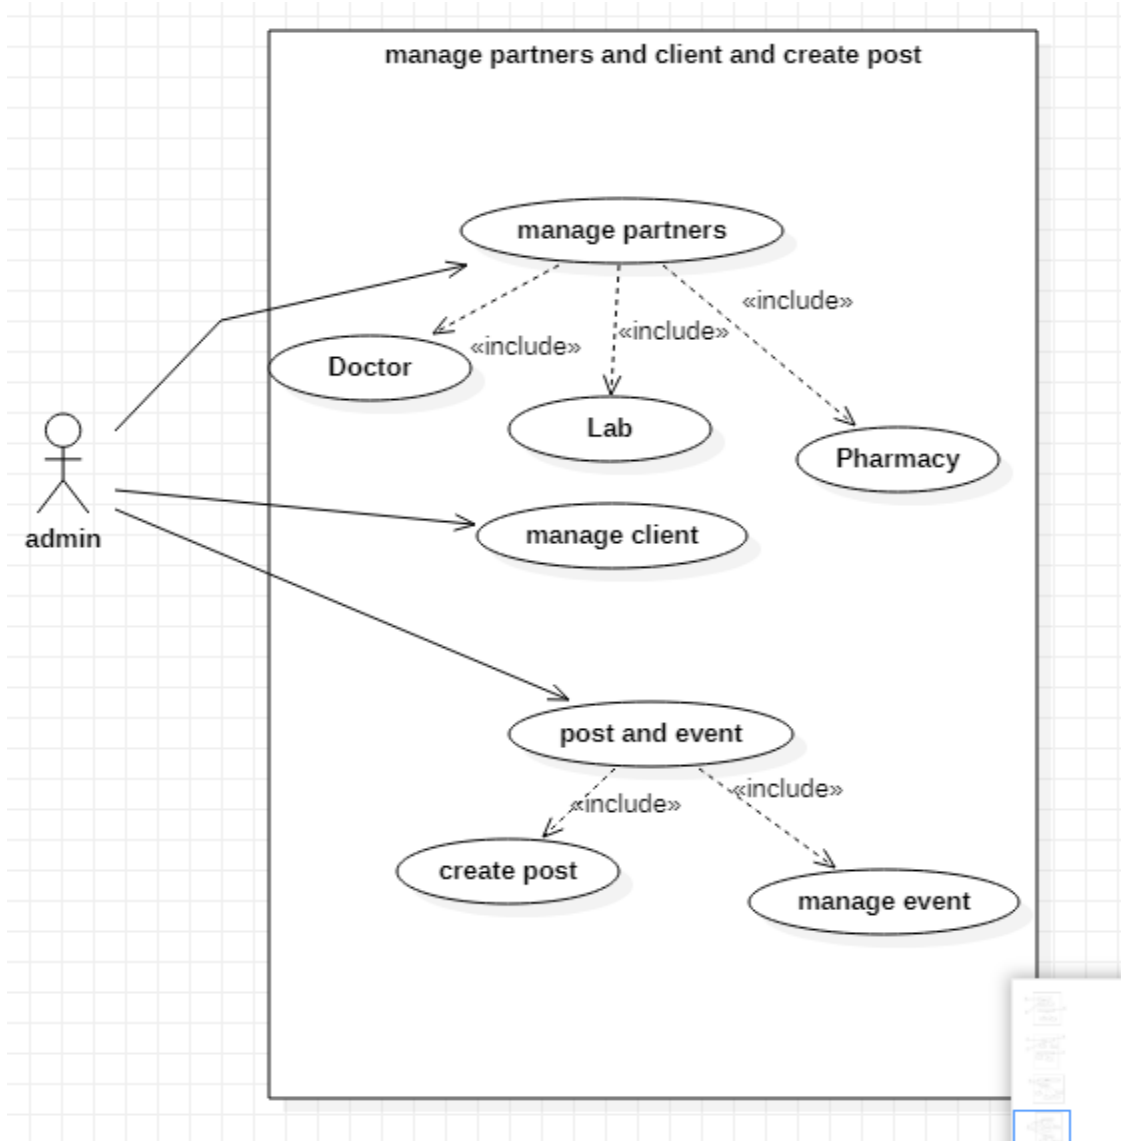 manage partners and client and create post
manage partners
«include»
«include»
«include»
Doctor
Lab
Pharmacy
admin
manage client
post and event
«include»
«include»
create post
manage event